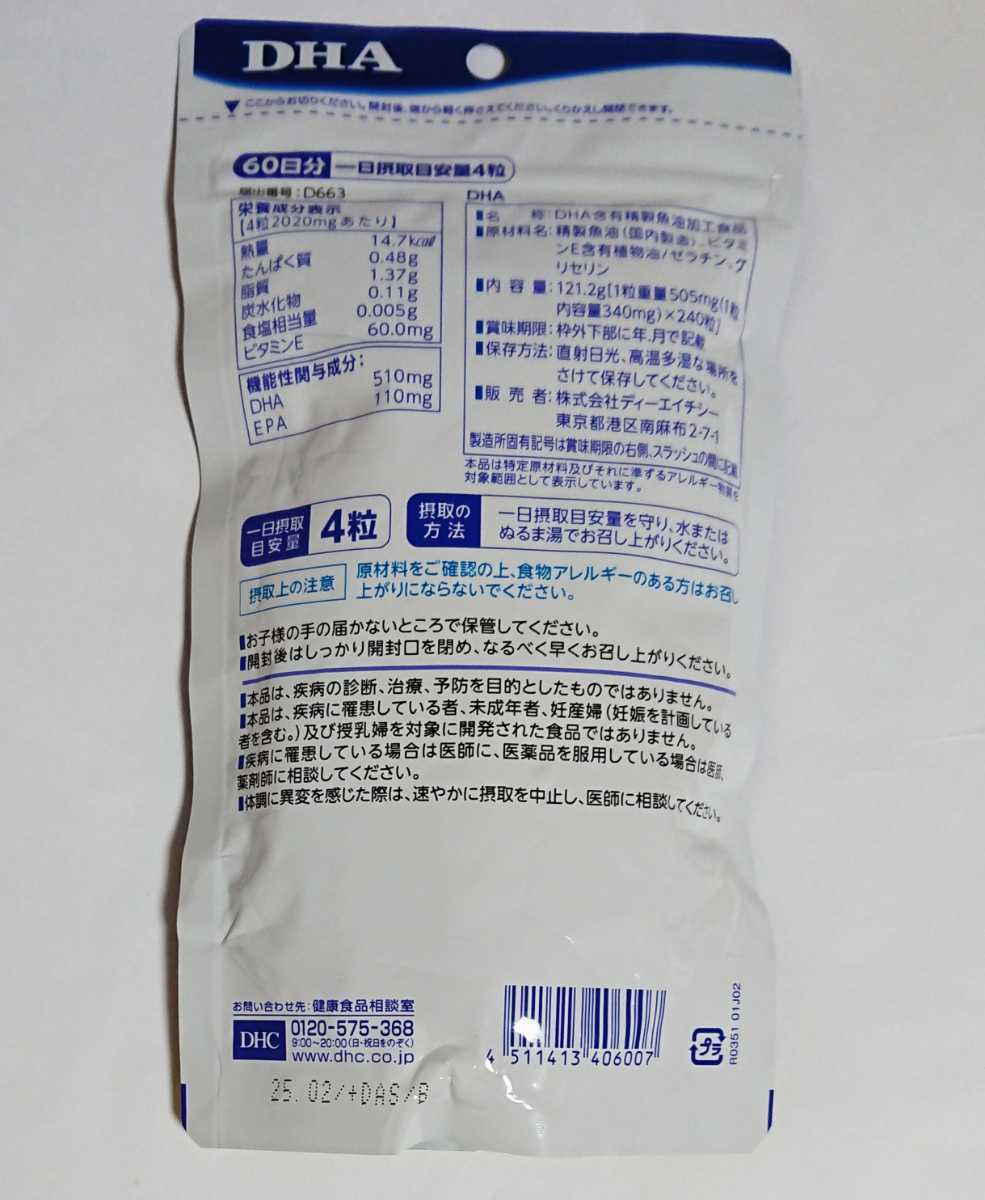 DHA
▼ここからお切りください。開封後、端から軽く押さえてください。くりかえし開閉できます。
60日分 一日摂取目安量4粒
届出番号:D663
栄養成分表示
【4粒2020mgあたり】
熱量 14.7kcal
たんぱく質 0.48g
脂質 1.37g
炭水化物 0.11g
食塩相当量 0.005g
ビタミンE 60.0mg
機能性関与成分:
DHA 510mg
EPA 110mg
DHA
■名 称:DHA含有精製魚油加工食品
■原材料名:精製魚油(国内製造)、ビタミ
ンE含有植物油/ゼラチン、グ
リセリン
■内容量:121.2g[1粒重量505mg(1粒
内容量340mg)×240粒]
■賞味期限:枠外下部に年.月で記載
■保存方法:直射日光、高温多湿な場所を
さけて保存してください。
■販売者:株式会社ディーエイチシー
東京都港区南麻布2-7-1
製造所固有記号は賞味期限の右側、スラッシュの間に記載
本品は特定原材料及びそれに準ずるアレルギー物質を
対象範囲として表示しています。
一日摂取
目安量
4粒
摂取の
方法
一日摂取目安量を守り、水または
ぬるま湯でお召し上がりください。
摂取上の注意
原材料をご確認の上、食物アレルギーのある方はお召し
上がりにならないでください。
■お子様の手の届かないところで保管してください。
■開封後はしっかり開封口を閉め、なるべく早くお召し上がりください。
■本品は、疾病の診断、治療、予防を目的としたものではありません。
■本品は、疾病に罹患している者、未成年者、妊産婦(妊娠を計画している
者を含む。)及び授乳婦を対象に開発された食品ではありません。
■疾病に罹患している場合は医師に、医薬品を服用している場合は医師、
薬剤師に相談してください。
■体調に異変を感じた際は、速やかに摂取を中止し、医師に相談してください。
お問い合わせ先:健康食品相談室
DHC
0120-575-368
9:00~20:00(日・祝日をのぞく)
www.dhc.co.jp
4 511413 406007
プラ
R0351 01J02
25.02/+DAS/B